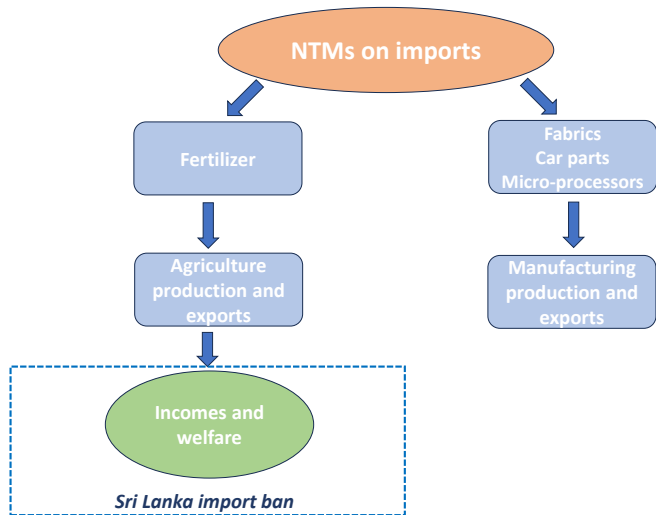 NTMs on imports
Fertilizer
Fabrics
Car parts
Micro-processors
Agriculture
production and
exports
Manufacturing
production and
exports
Incomes and
welfare
Sri Lanka import ban